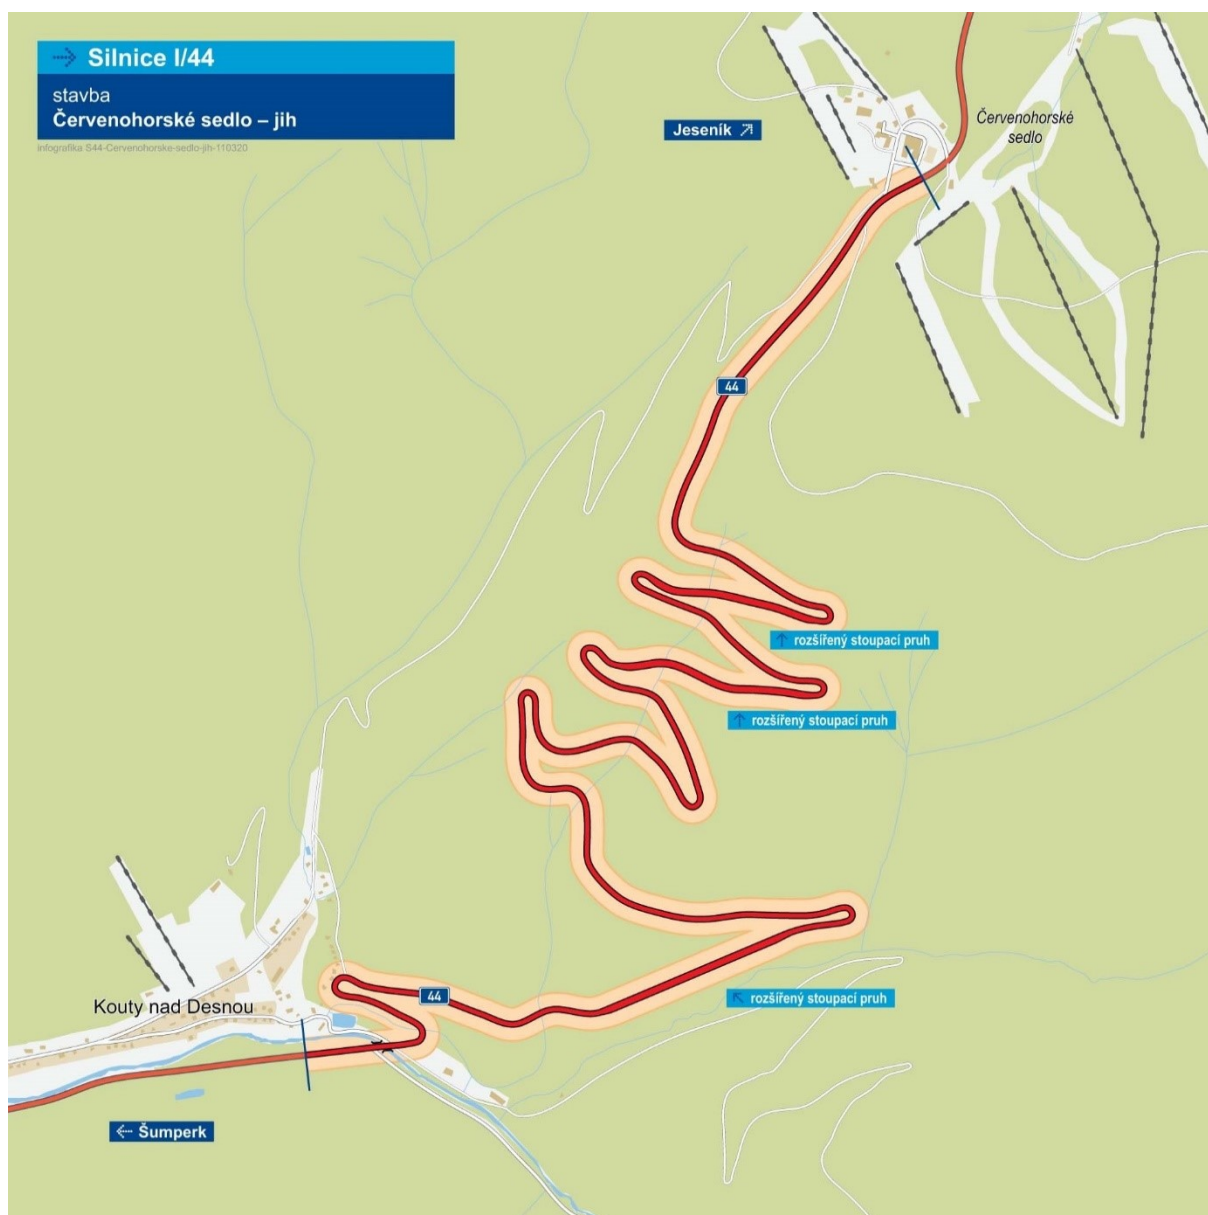 Silnice I/44
stavba
Červenohorské sedlo – jih
infografika S44-Cervenohorske-sedlo-jih-110320
Jeseník
Červenohorské
sedlo
44
rozšířený stoupací pruh
rozšířený stoupací pruh
44
rozšířený stoupací pruh
Kouty nad Desnou
Šumperk